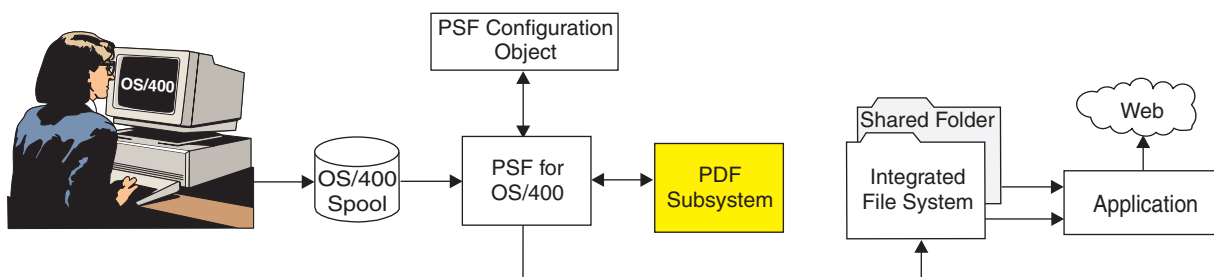 PSF Configuration
Object
OS/400
OS/400
Spool
PSF for
OS/400
PDF
Subsystem
Shared Folder
Integrated
File System
Web
Application